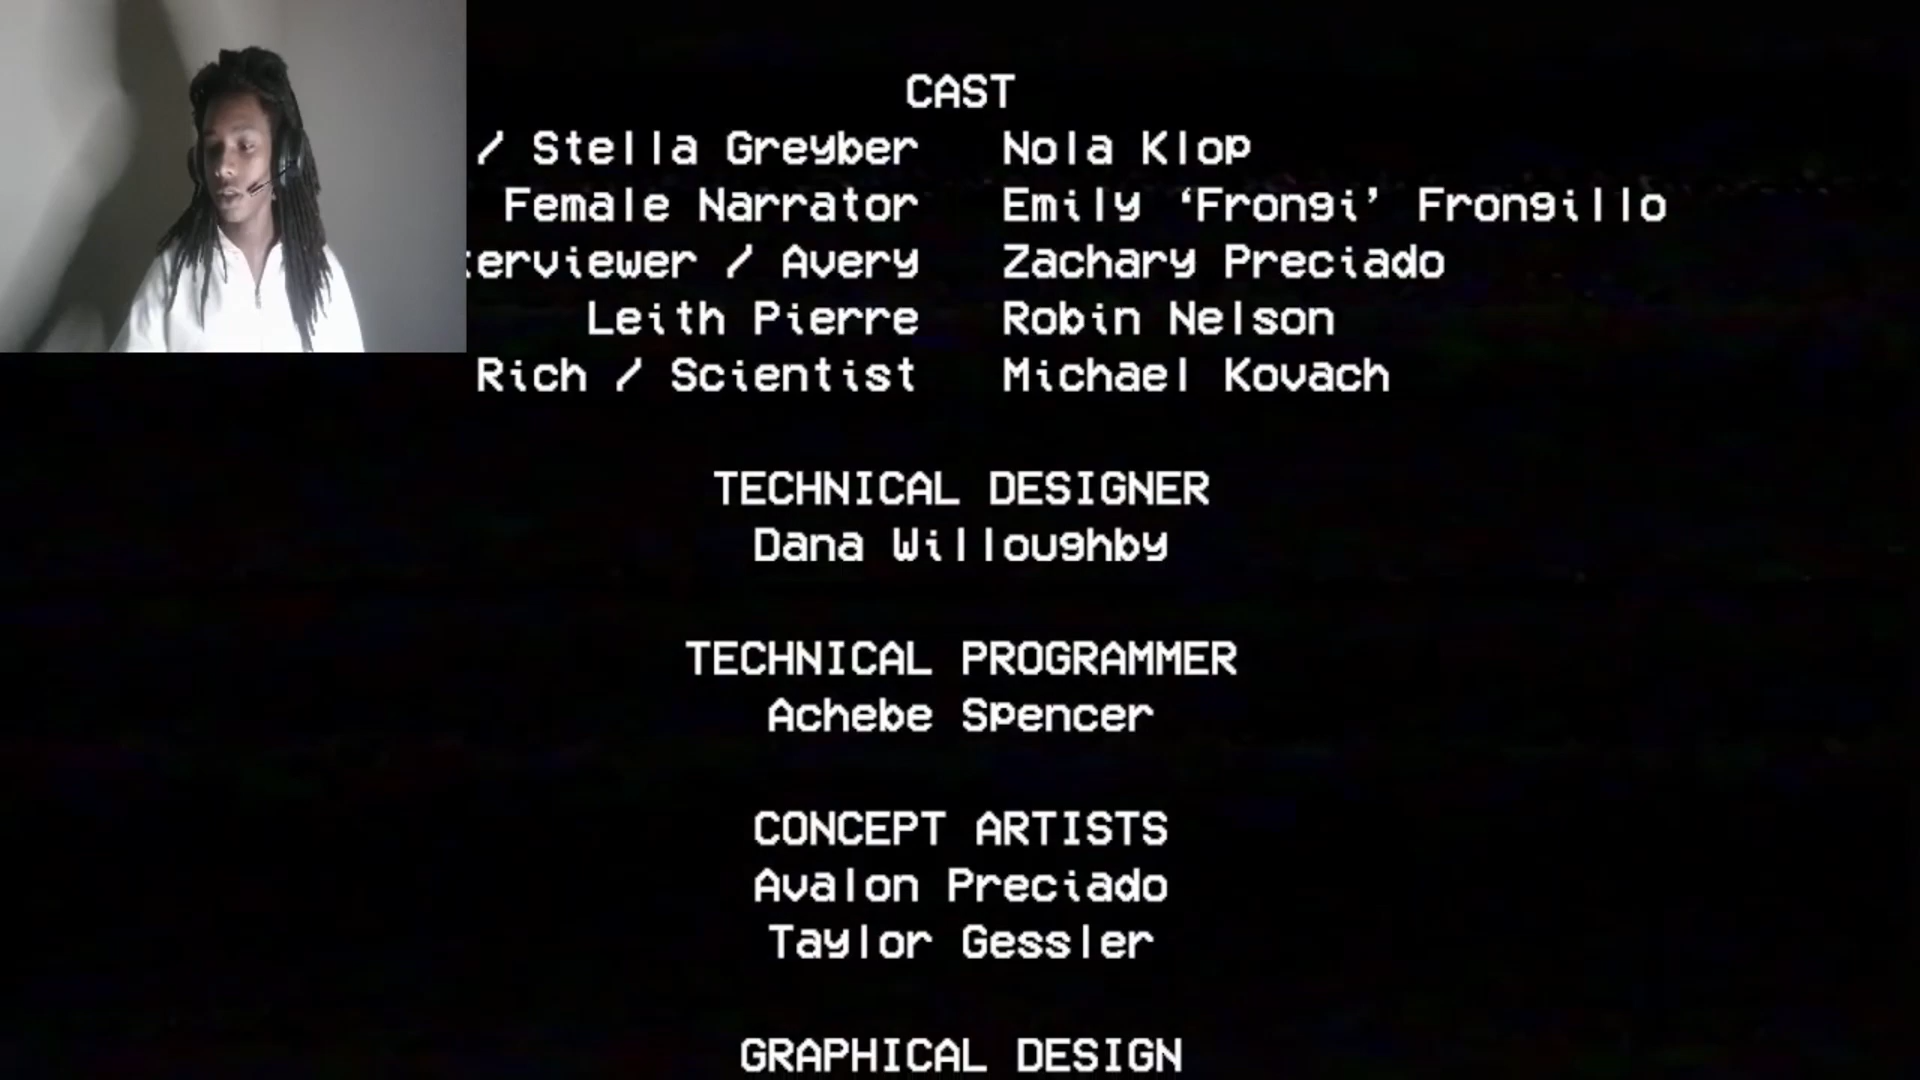 CAST
/ Stella Greyber Nola Klop
Female Narrator Emily ‘Frongi’ Frongillo
/ Avery Zachary Preciado
Leith Pierre Robin Nelson
Rich / Scientist Michael Kovach
TECHNICAL DESIGNER
Dana Willoughby
TECHNICAL PROGRAMMER
Achebe Spencer
CONCEPT ARTISTS
Avalon Preciado
Taylor Gessler
GRAPHICAL DESIGN